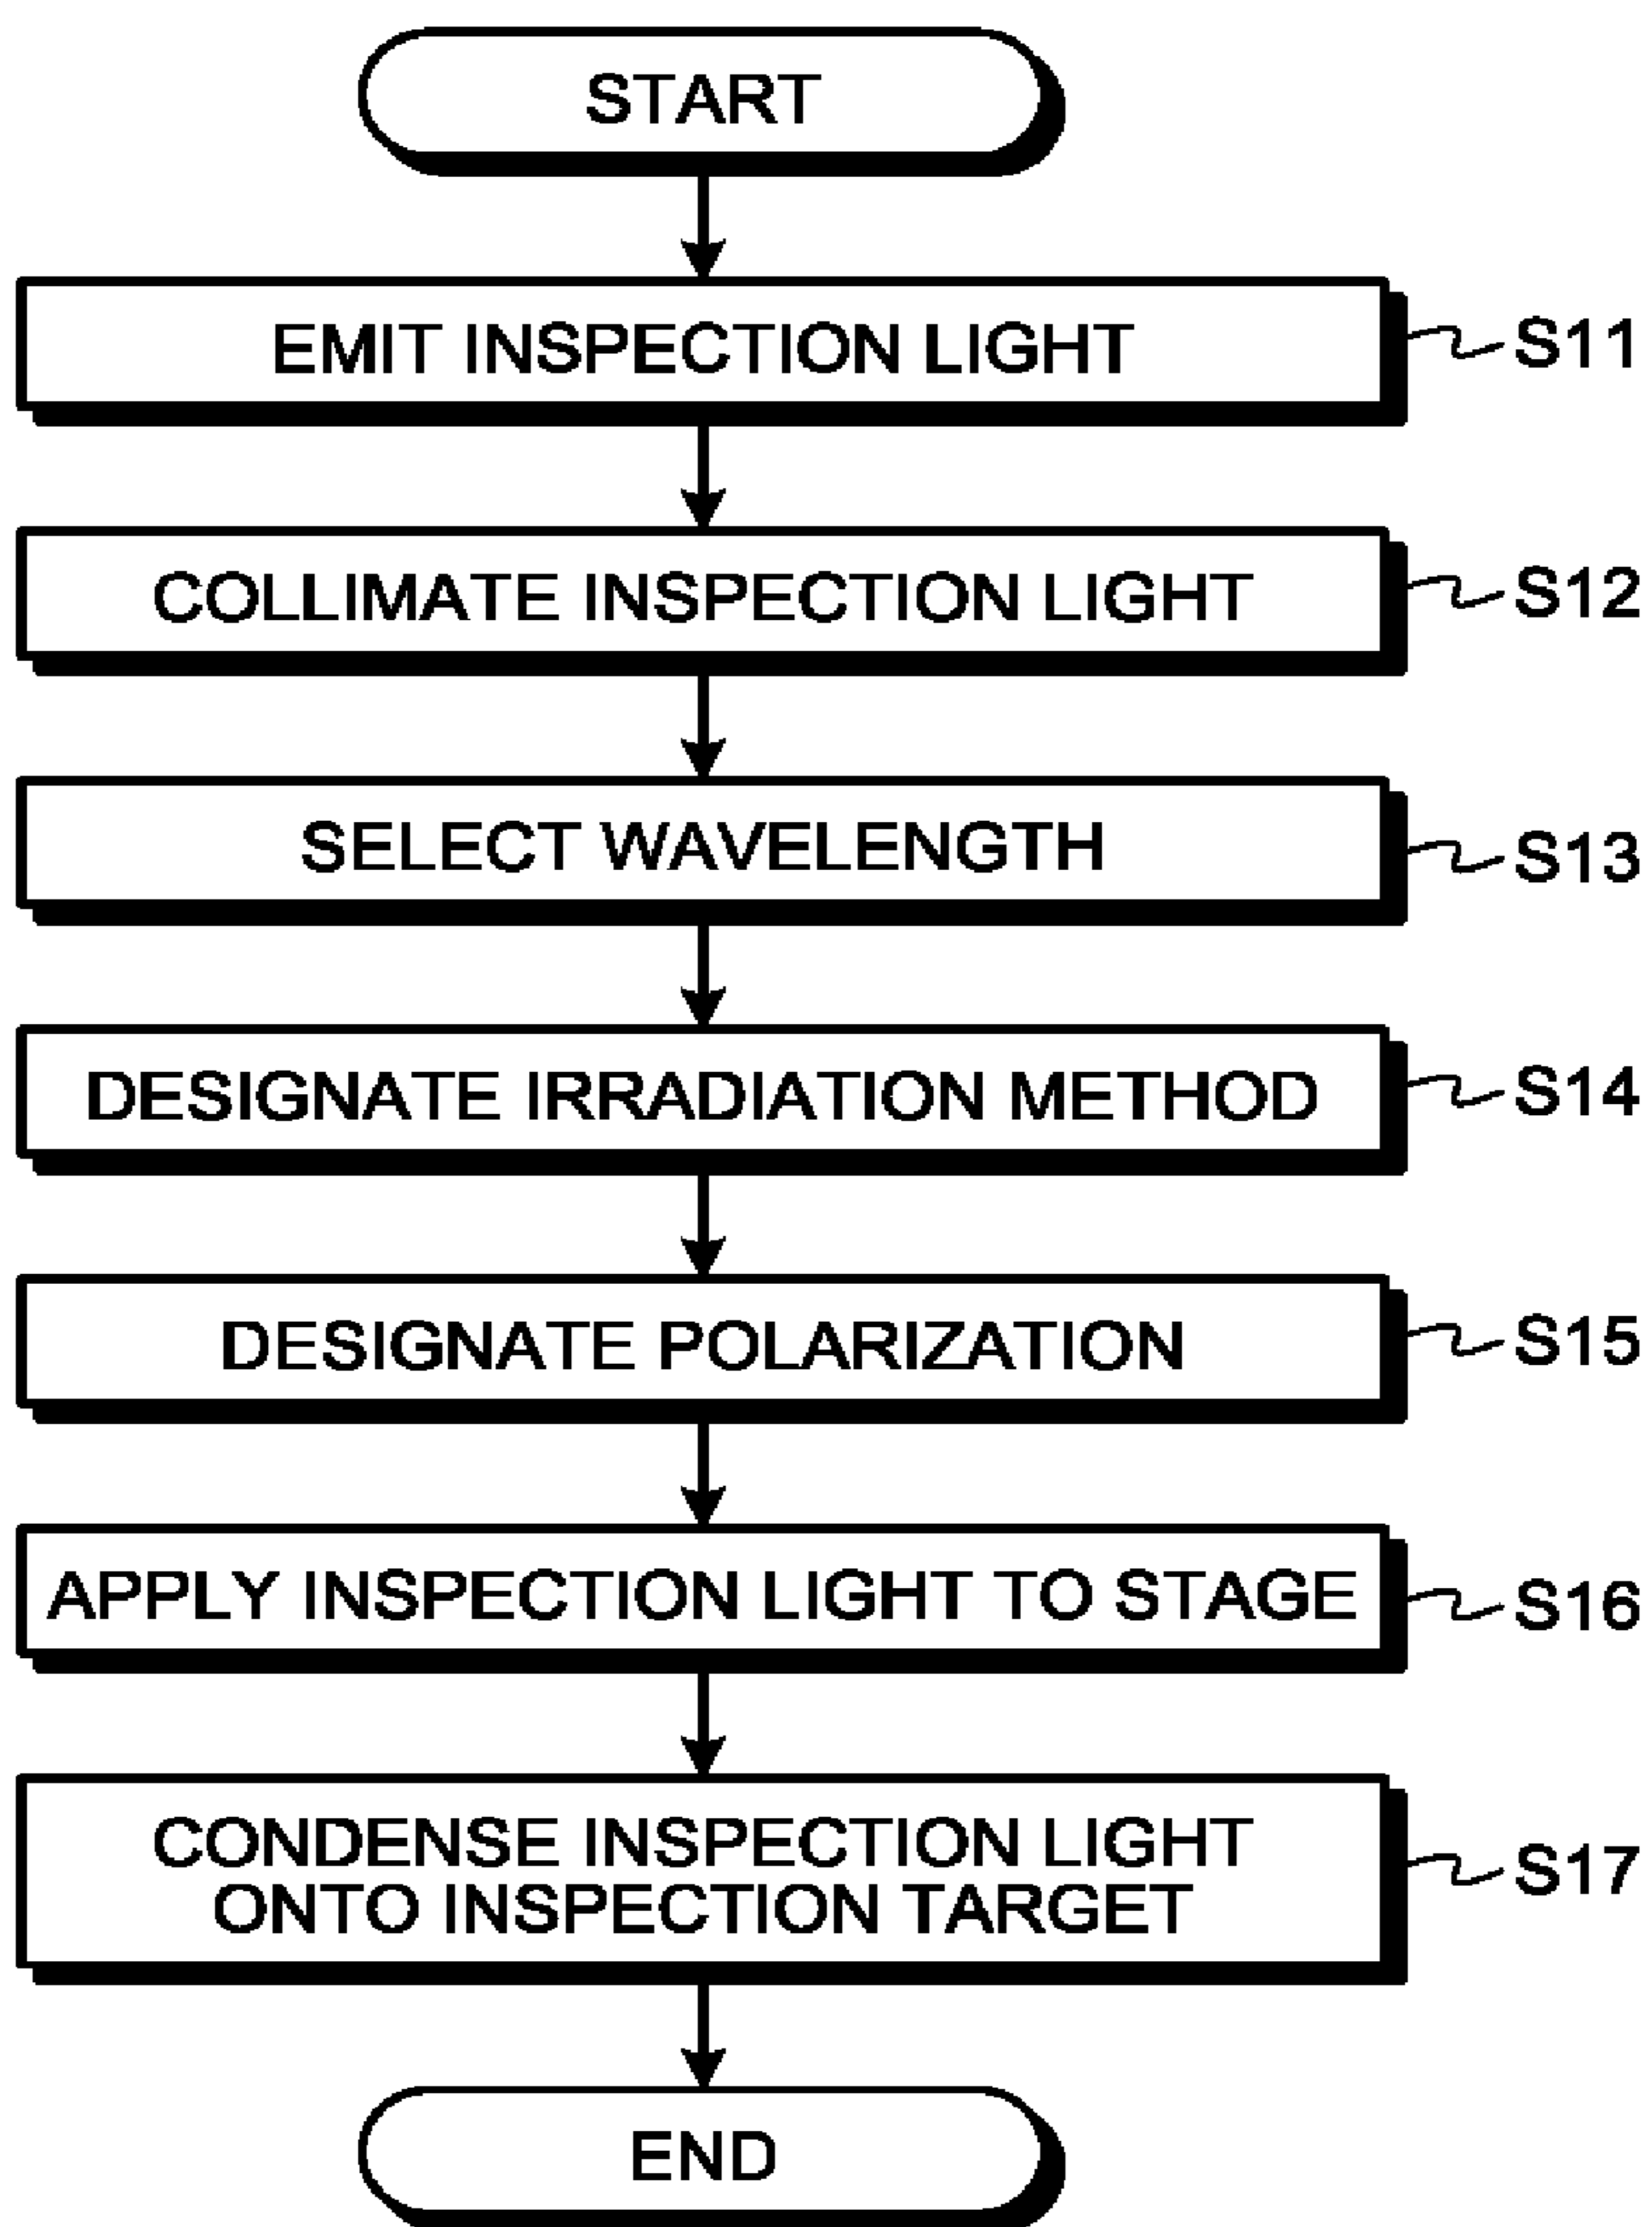 START
EMIT INSPECTION LIGHT
S11
COLLIMATE INSPECTION LIGHT
S12
SELECT WAVELENGTH
S13
DESIGNATE IRRADIATION METHOD
S14
DESIGNATE POLARIZATION
S15
APPLY INSPECTION LIGHT TO STAGE
S16
CONDENSE INSPECTION LIGHT
ONTO INSPECTION TARGET
S17
END